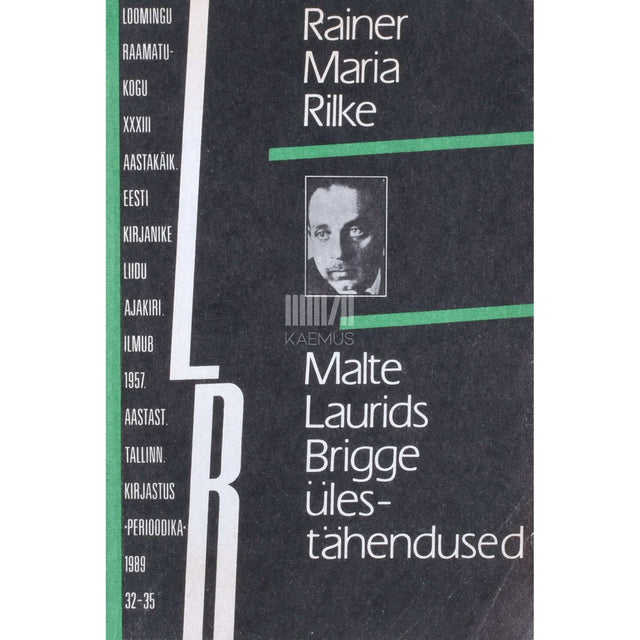 LOOMINGU
RAAMATU-
KOGU
XXXIII
AASTAKÄIK.
EESTI
KIRJANIKE
LIIDU
AJAKIRI.
ILMUB
1957.
AASTAST.
TALLINN.
KIRJASTUS
«PERIOODIKA»
1989
32–35
LR
Rainer
Maria
Rilke
KAEMUS
Malte
Laurids
Brigge
üles-
tähendused